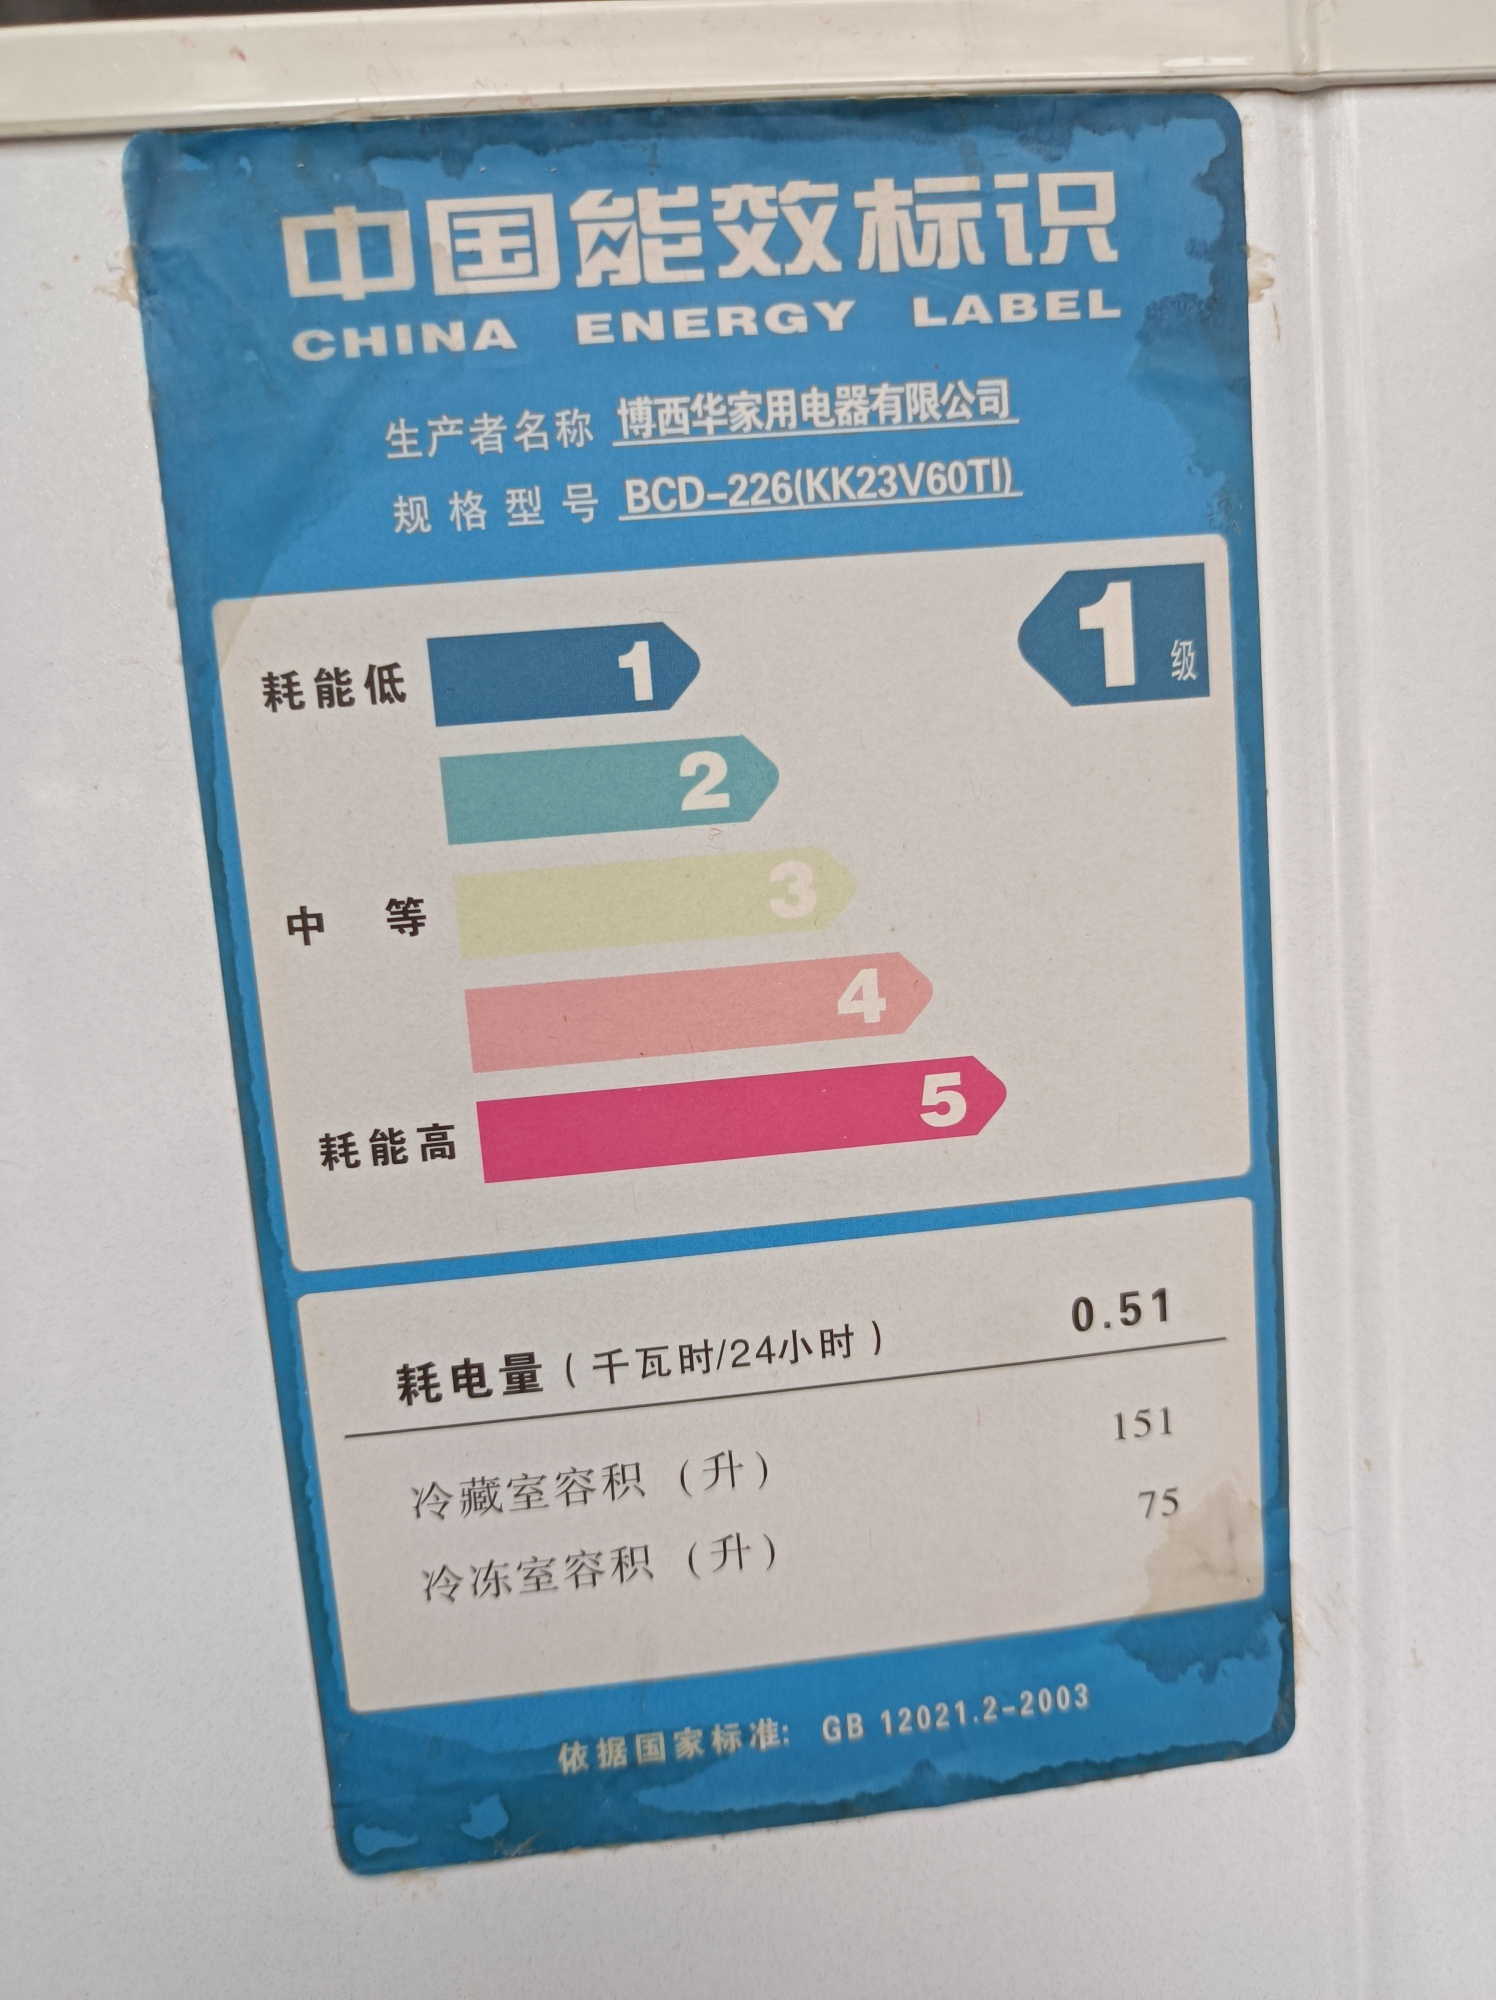 中国能效标识
CHINA ENERGY LABEL
生产者名称 博西华家用电器有限公司
规格型号 BCD-226(KK23V60TI)
耗能低 1 1级
2
中等 3
4
耗能高 5
耗电量(千瓦时/24小时) 0.51
冷藏室容积(升) 151
冷冻室容积(升) 75
依据国家标准: GB 12021.2-2003